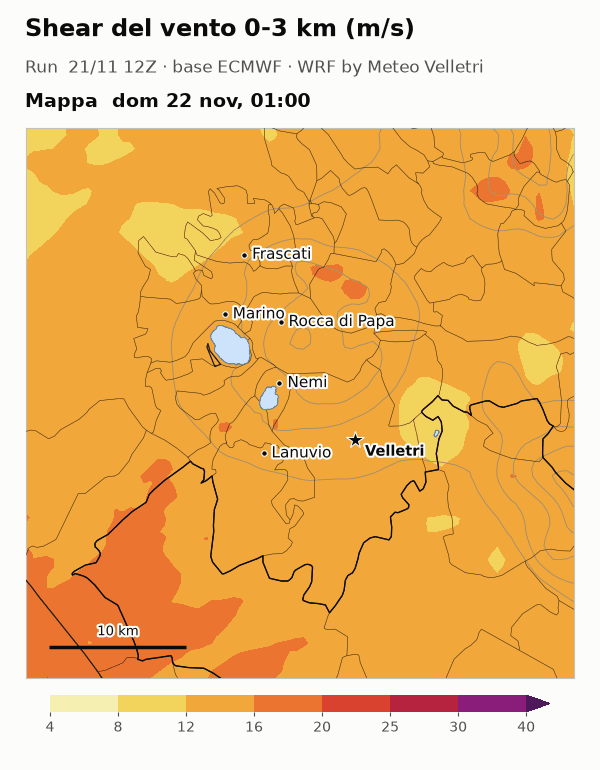 Shear del vento 0-3 km (m/s)
Run 21/11 12Z · base ECMWF · WRF by Meteo Velletri
Mappa dom 22 nov, 01:00
Frascati
Marino
Rocca di Papa
Nemi
Velletri
Lanuvio
10 km
4 8 12 16 20 25 30 40